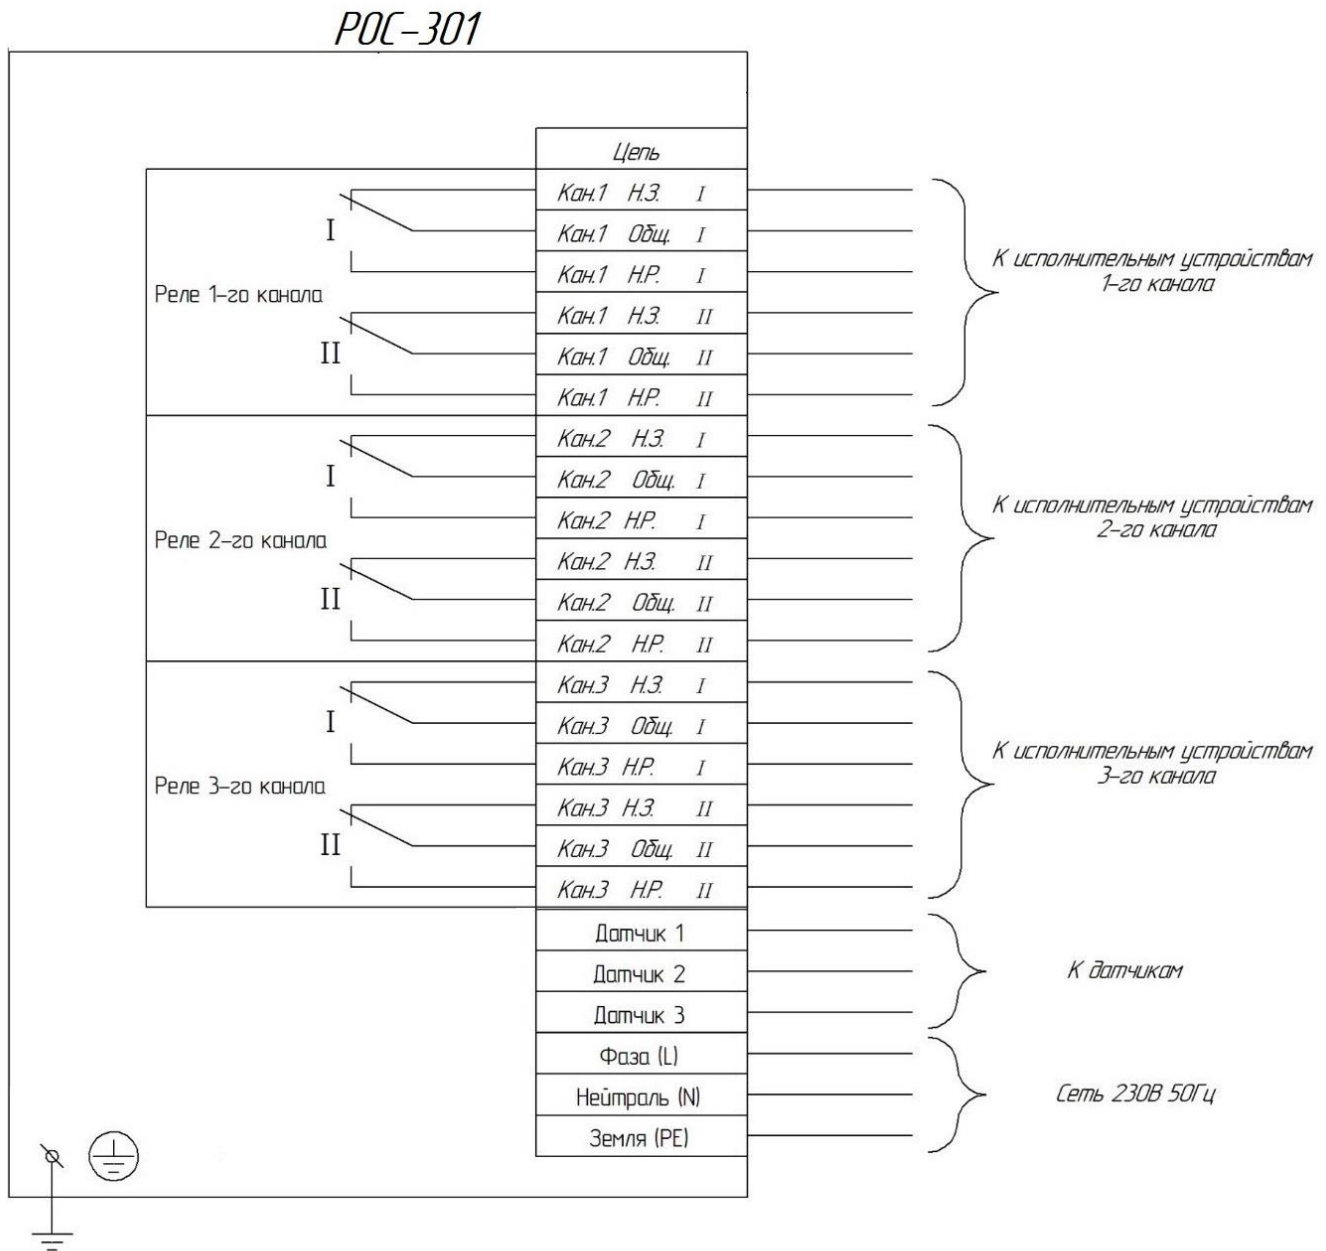 РОС-301
Цепь
Кан.1 Н.З. I
Кан.1 Общ. I
Кан.1 Н.Р. I
Кан.1 Н.З. II
Кан.1 Общ. II
Кан.1 Н.Р. II
I
Реле 1-го канала
II
К исполнительным устройствам
1-го канала
Кан.2 Н.З. I
Кан.2 Общ. I
Кан.2 Н.Р. I
Кан.2 Н.З. II
Кан.2 Общ. II
Кан.2 Н.Р. II
I
Реле 2-го канала
II
К исполнительным устройствам
2-го канала
Кан.3 Н.З. I
Кан.3 Общ. I
Кан.3 Н.Р. I
Кан.3 Н.З. II
Кан.3 Общ. II
Кан.3 Н.Р. II
I
Реле 3-го канала
II
К исполнительным устройствам
3-го канала
Датчик 1
Датчик 2
Датчик 3
К датчикам
Фаза (L)
Нейтраль (N)
Земля (PE)
Сеть 230В 50Гц